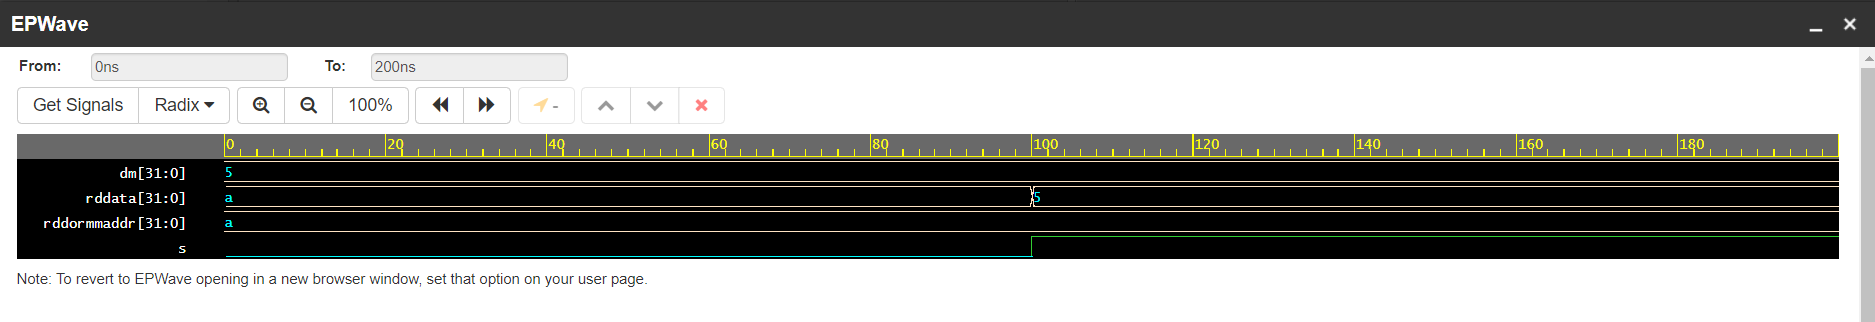 EPWave
From: 0ns To: 200ns
Get Signals Radix 100% -
0 20 40 60 80 100 120 140 160 180
dm[31:0] 5
rddata[31:0] a 5
rddormmaddr[31:0] a
s
Note: To revert to EPWave opening in a new browser window, set that option on your user page.